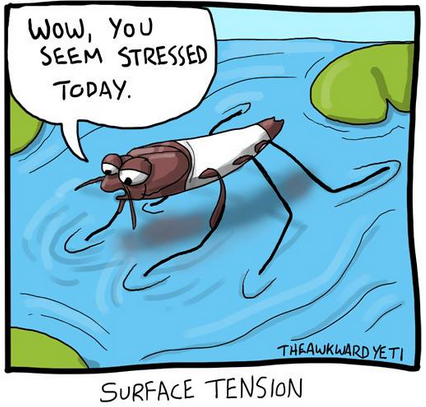 WOW, YOU
SEEM STRESSED
TODAY.
THEAWKWARDYETI
SURFACE TENSION